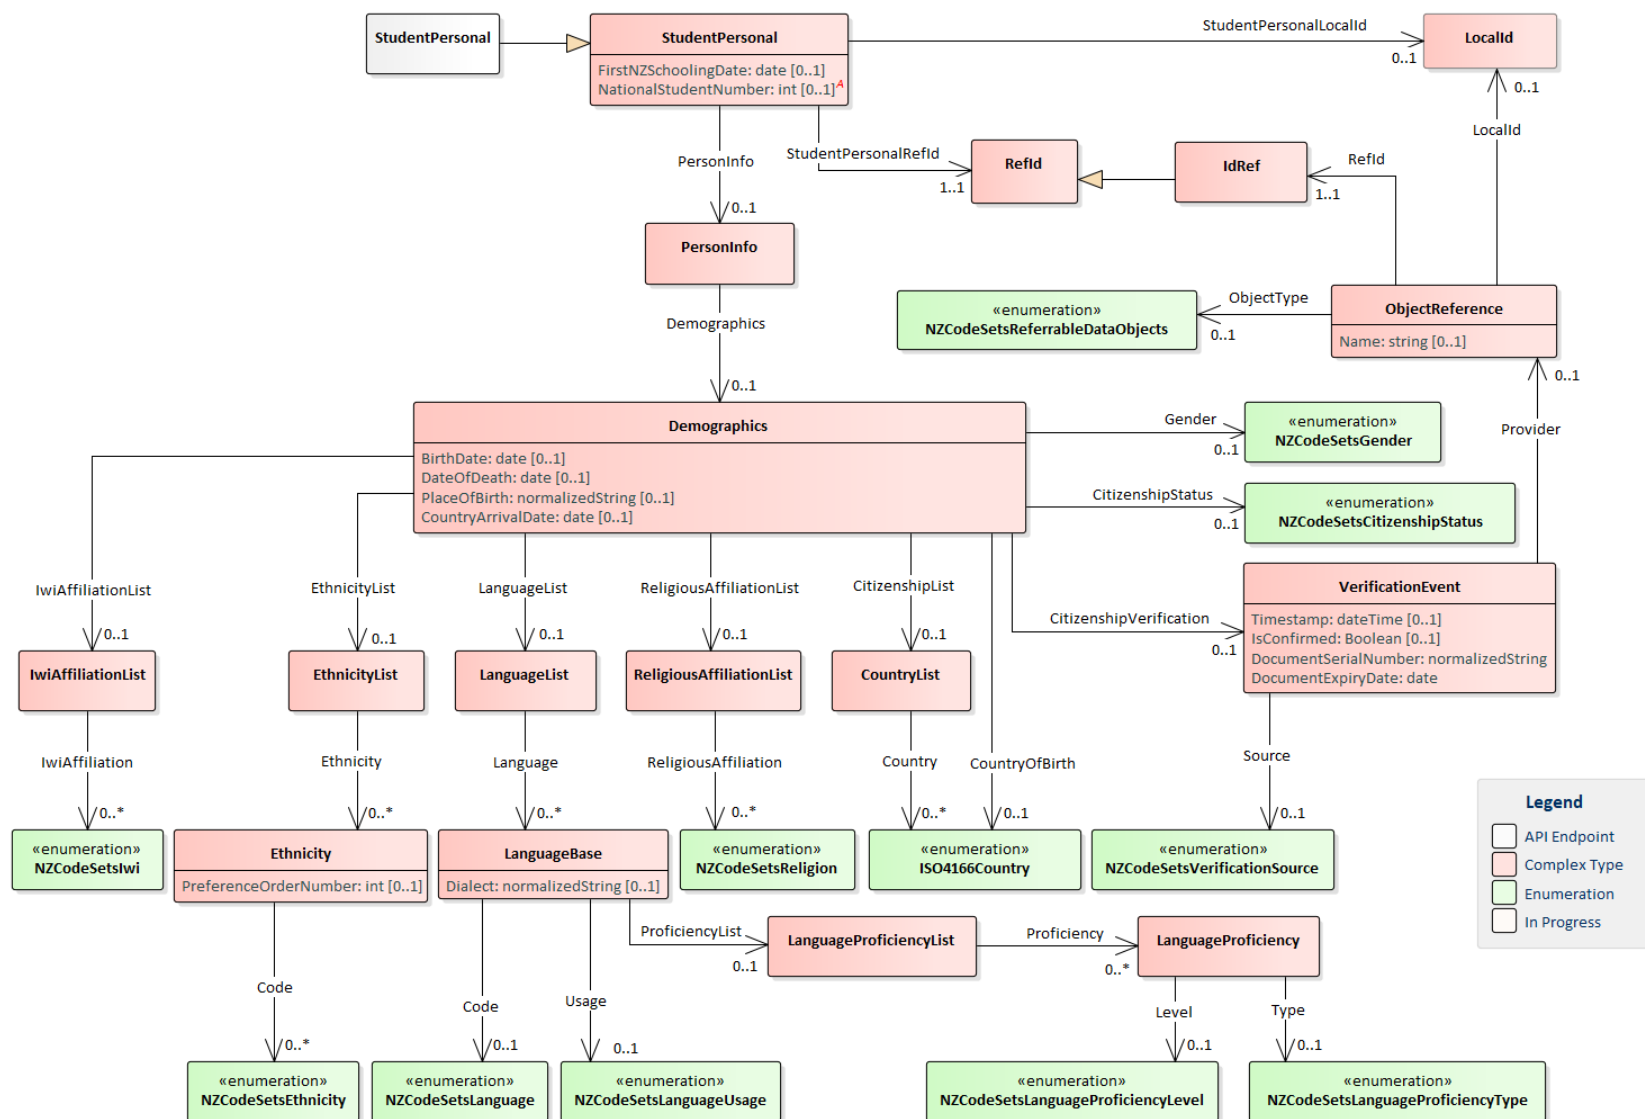 StudentPersonal
StudentPersonal
FirstNZSchoolingDate: date [0..1]
NationalStudentNumber: int [0..1]A
StudentPersonalLocalId
0..1
LocalId
0..1
LocalId
PersonInfo
0..1
StudentPersonalRefId
1..1
RefId
IdRef
RefId
1..1
PersonInfo
Demographics
0..1
«enumeration»
NZCodeSetsReferrableDataObjects
ObjectType
0..1
ObjectReference
Name: string [0..1]
0..1
Provider
Demographics
BirthDate: date [0..1]
DateOfDeath: date [0..1]
PlaceOfBirth: normalizedString [0..1]
CountryArrivalDate: date [0..1]
Gender
0..1
«enumeration»
NZCodeSetsGender
CitizenshipStatus
0..1
«enumeration»
NZCodeSetsCitizenshipStatus
CitizenshipVerification
0..1
VerificationEvent
Timestamp: dateTime [0..1]
IsConfirmed: Boolean [0..1]
DocumentSerialNumber: normalizedString
DocumentExpiryDate: date
IwiAffiliationList
0..1
EthnicityList
0..1
LanguageList
0..1
ReligiousAffiliationList
0..1
CitizenshipList
0..1
IwiAffiliationList
EthnicityList
LanguageList
ReligiousAffiliationList
CountryList
IwiAffiliation
0..*
Ethnicity
0..*
Language
0..*
ReligiousAffiliation
0..*
Country
0..*
CountryOfBirth
0..1
Source
0..1
«enumeration»
NZCodeSetsIwi
Ethnicity
PreferenceOrderNumber: int [0..1]
LanguageBase
Dialect: normalizedString [0..1]
«enumeration»
NZCodeSetsReligion
«enumeration»
ISO4166Country
«enumeration»
NZCodeSetsVerificationSource
Legend
API Endpoint
Complex Type
Enumeration
In Progress
ProficiencyList
0..1
LanguageProficiencyList
Proficiency
0..*
LanguageProficiency
Code
0..*
Code
0..1
Usage
0..1
Level
0..1
Type
0..1
«enumeration»
NZCodeSetsEthnicity
«enumeration»
NZCodeSetsLanguage
«enumeration»
NZCodeSetsLanguageUsage
«enumeration»
NZCodeSetsLanguageProficiencyLevel
«enumeration»
NZCodeSetsLanguageProficiencyType